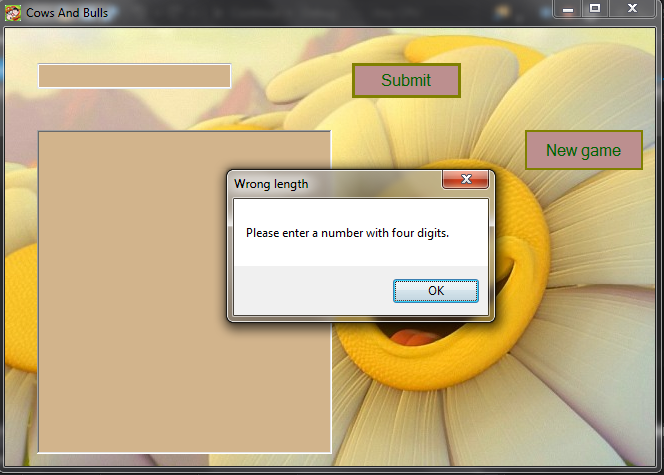 Cows And Bulls
Submit
New game
Wrong length
Please enter a number with four digits.
OK